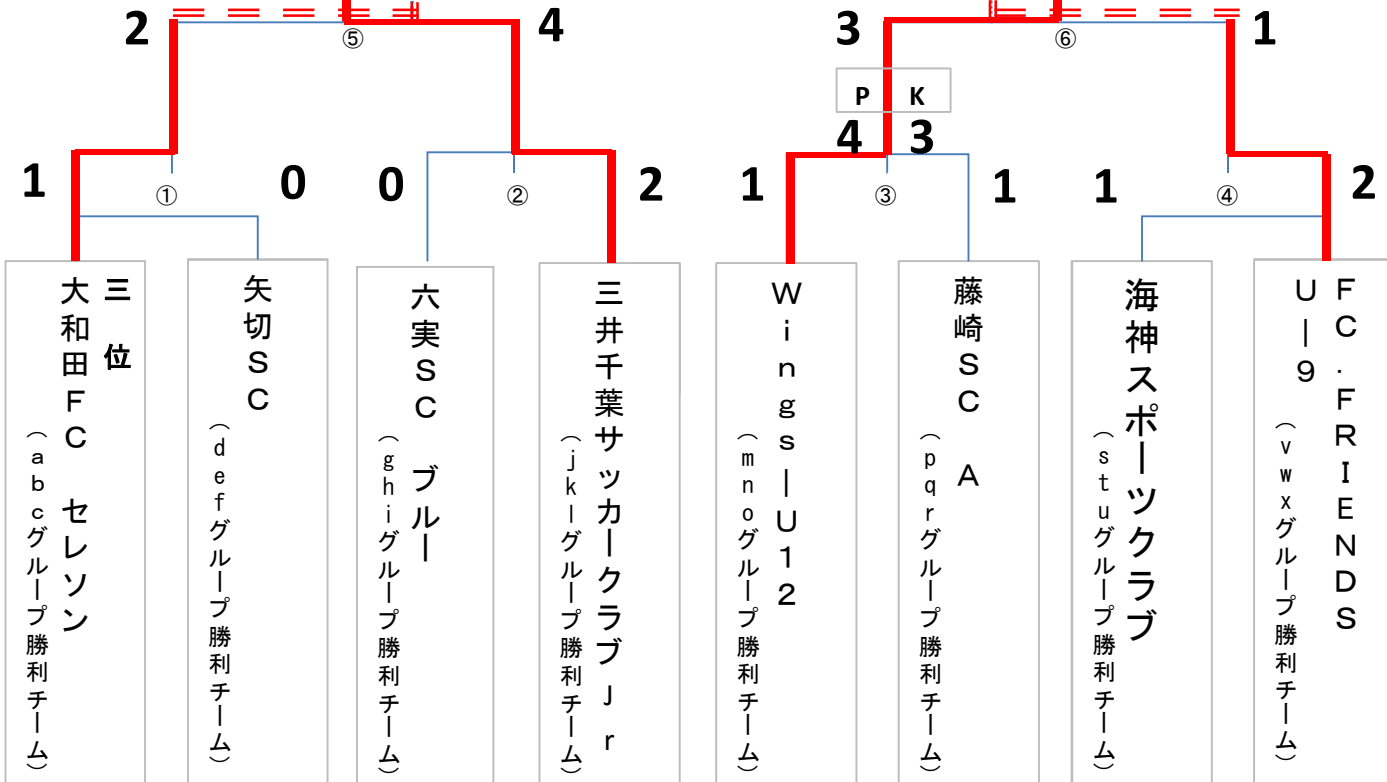 2
⑤
4
3
⑥
1
P K
4 3
1
①
0
0
②
2
1
③
1
1
④
2
三 位
大和田FC セレソン
(abcグループ勝利チーム)
矢切SC
(defグループ勝利チーム)
六実SC ブルー
(ghiグループ勝利チーム)
三井千葉サッカークラブJr
(jklグループ勝利チーム)
Wings-U12
(mnoグループ勝利チーム)
藤崎SC A
(pqrグループ勝利チーム)
海神スポーツクラブ
(stuグループ勝利チーム)
FC.FRIENDS
U-9
(vwxグループ勝利チーム)